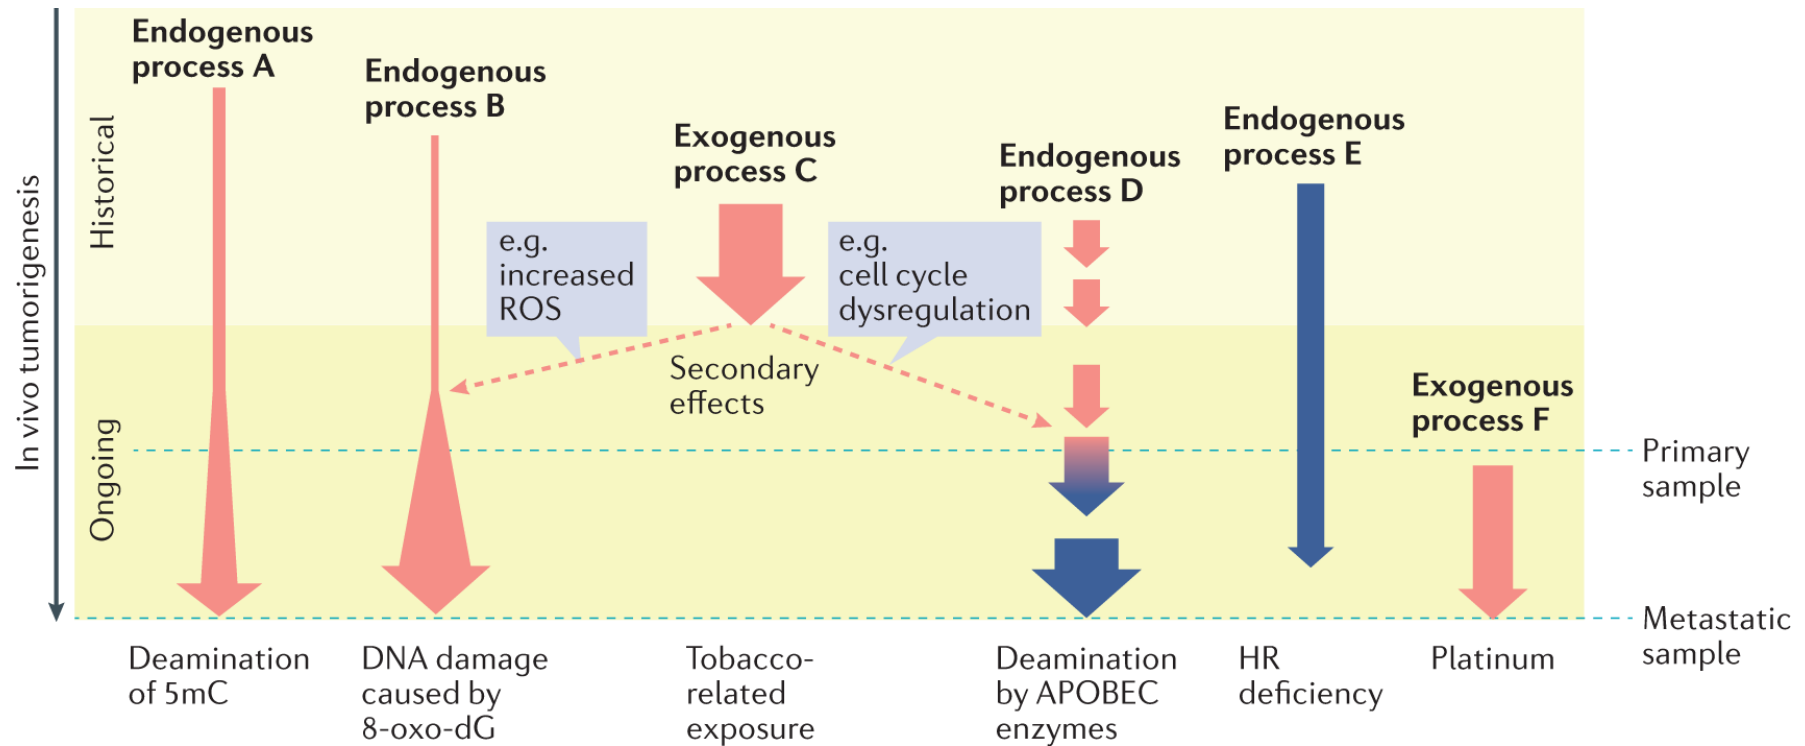 In vivo tumorigenesis
Historical
Ongoing
Endogenous
process A
Endogenous
process B
Exogenous
process C
Endogenous
process D
Endogenous
process E
Exogenous
process F
e.g.
increased
ROS
e.g.
cell cycle
dysregulation
Secondary
effects
Primary
sample
Metastatic
sample
Deamination
of 5mC
DNA damage
caused by
8-oxo-dG
Tobacco-
related
exposure
Deamination
by APOBEC
enzymes
HR
deficiency
Platinum